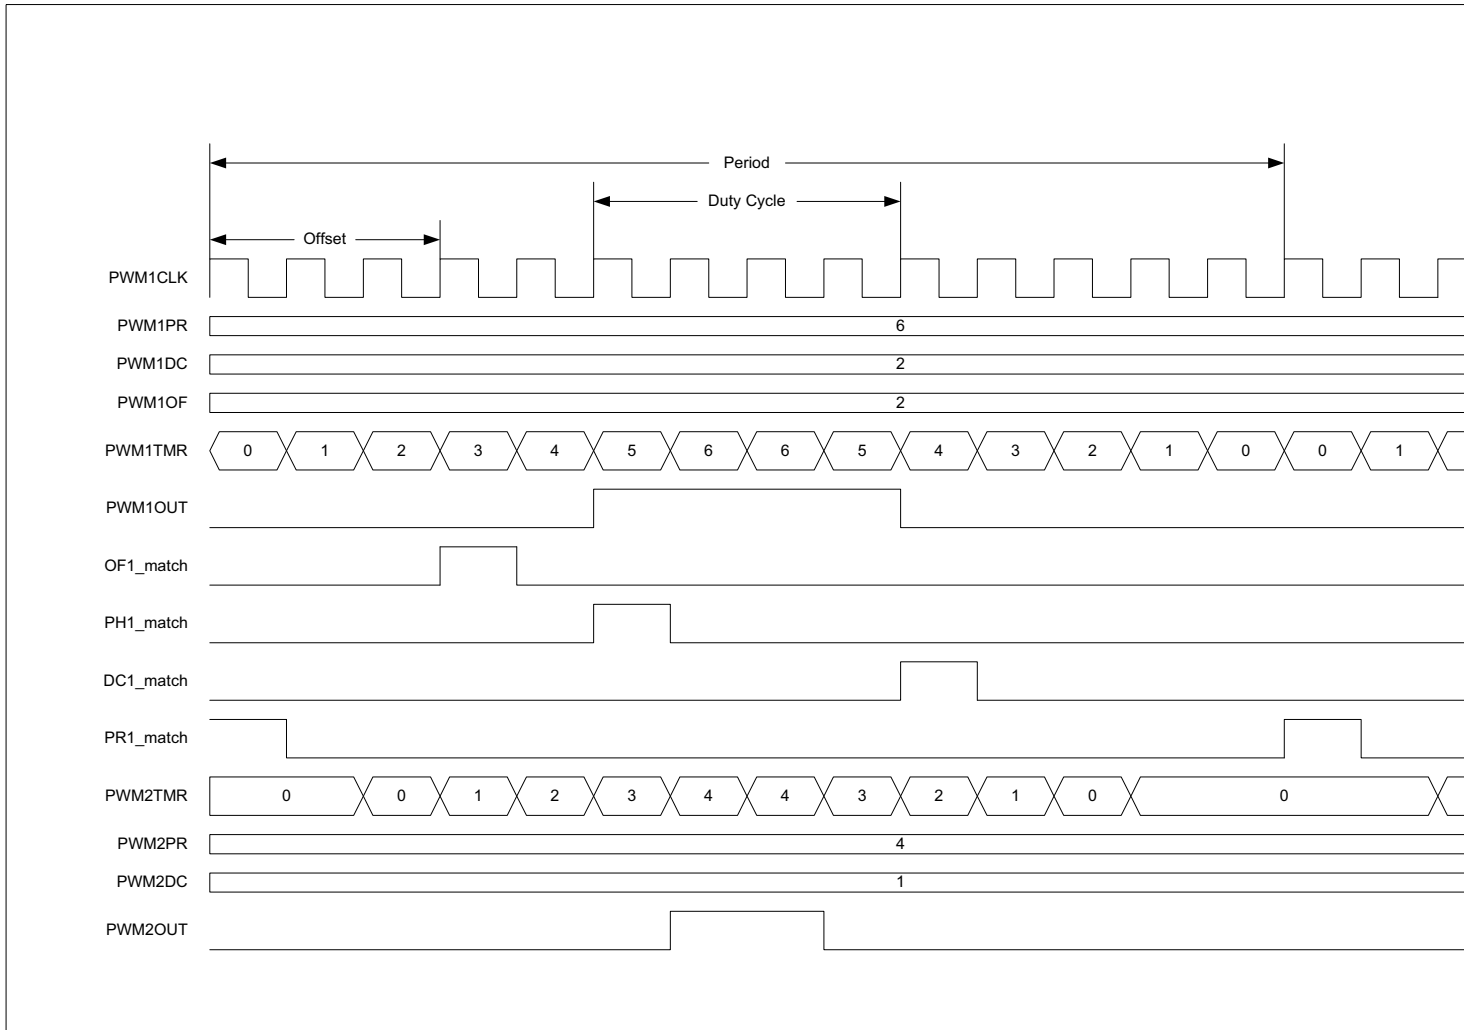 Period
Duty Cycle
Offset
PWM1CLK
PWM1PR 6
PWM1DC 2
PWM1OF 2
PWM1TMR 0 1 2 3 4 5 6 6 5 4 3 2 1 0 0 1
PWM1OUT
OF1_match
PH1_match
DC1_match
PR1_match
PWM2TMR 0 0 1 2 3 4 4 3 2 1 0 0
PWM2PR 4
PWM2DC 1
PWM2OUT